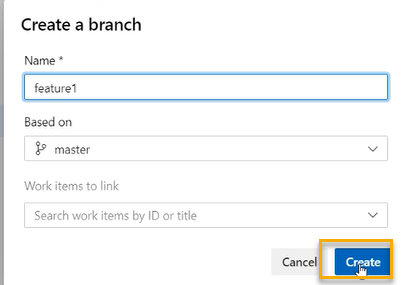 Create a branch
Name *
feature1
Based on
master
Work items to link
Search work items by ID or title
Cancel
Create